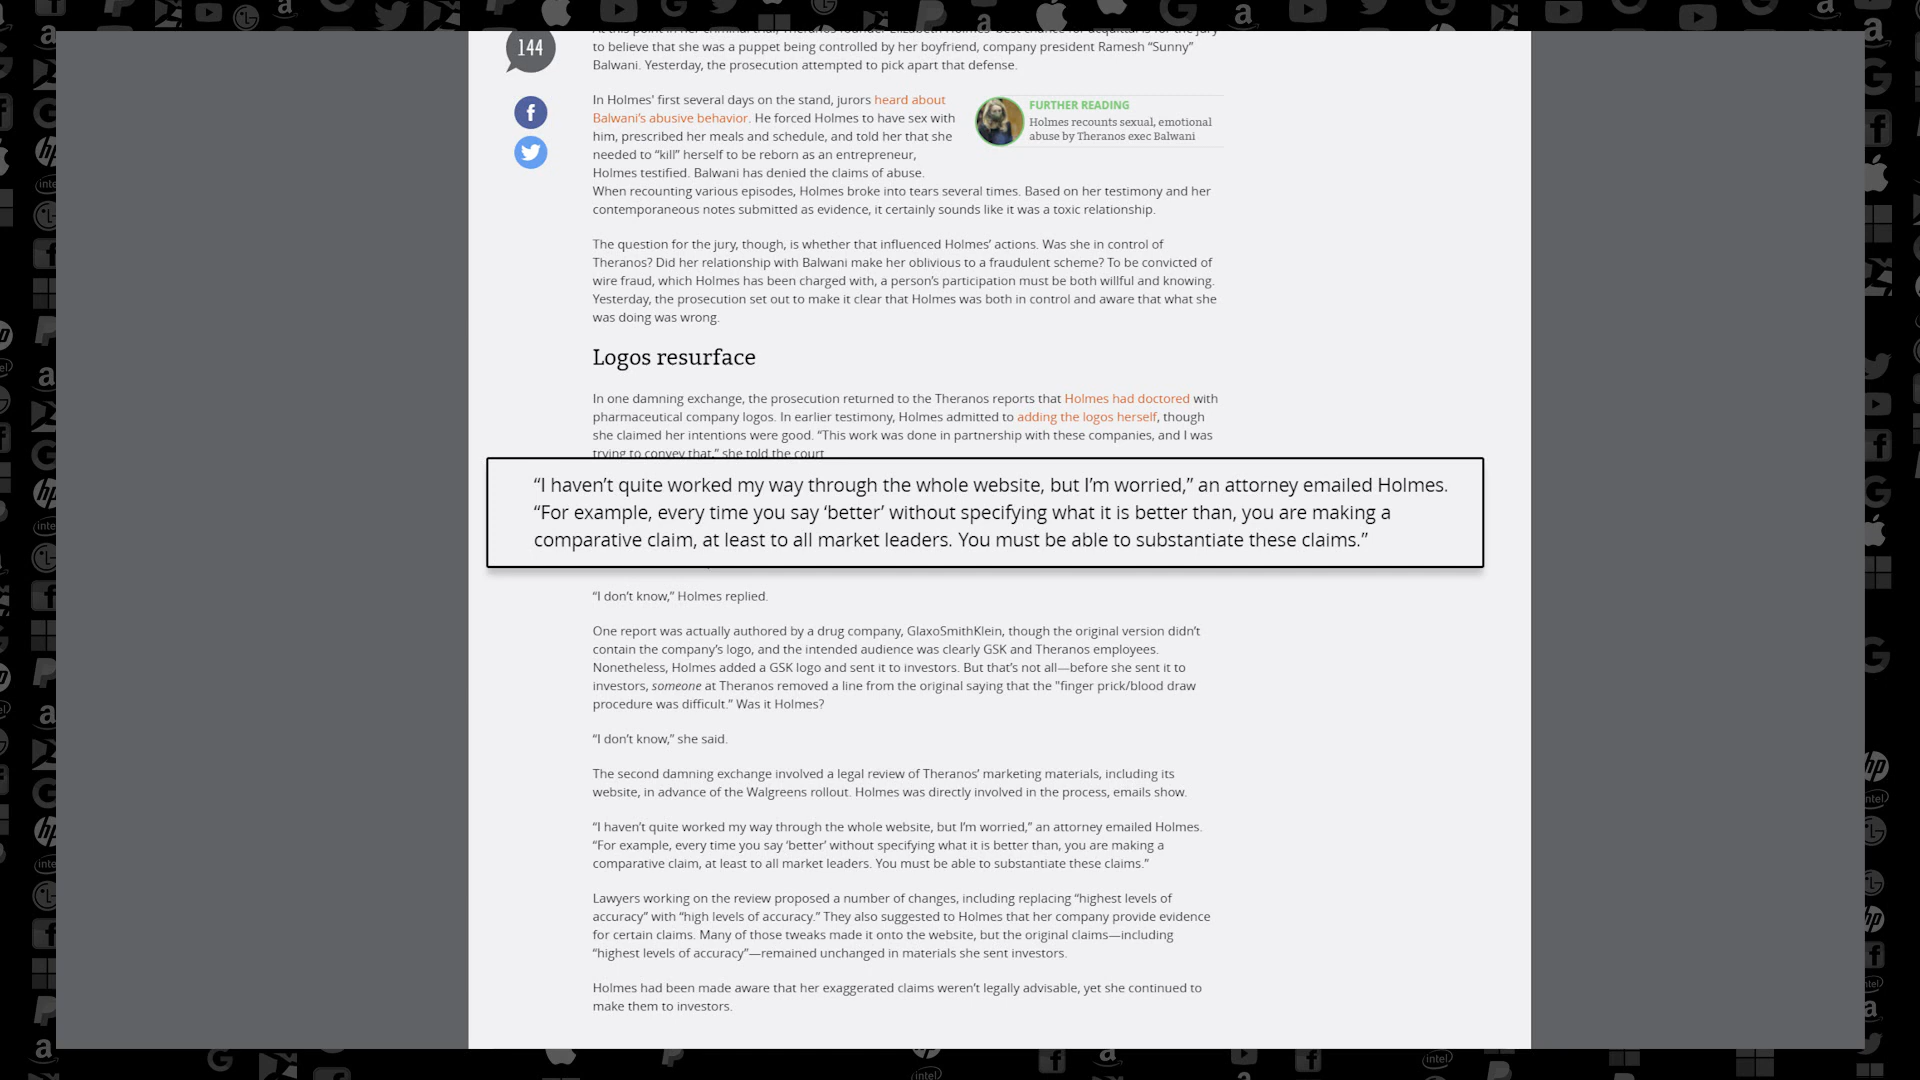 144
to believe that she was a puppet being controlled by her boyfriend, company president Ramesh “Sunny”
Balwani. Yesterday, the prosecution attempted to pick apart that defense.
In Holmes’ first several days on the stand, jurors heard about
Balwani’s abusive behavior. He forced Holmes to have sex with
him, prescribed her meals and schedule, and told her that she
needed to “kill” herself to be reborn as an entrepreneur,
Holmes testified. Balwani has denied the claims of abuse.
When recounting various episodes, Holmes broke into tears several times. Based on her testimony and her
contemporaneous notes submitted as evidence, it certainly sounds like it was a toxic relationship.
FURTHER READING
Holmes recounts sexual, emotional
abuse by Theranos exec Balwani
The question for the jury, though, is whether that influenced Holmes’ actions. Was she in control of
Theranos? Did her relationship with Balwani make her oblivious to a fraudulent scheme? To be convicted of
wire fraud, which Holmes has been charged with, a person’s participation must be both willful and knowing.
Yesterday, the prosecution set out to make it clear that Holmes was both in control and aware that what she
was doing was wrong.
Logos resurface
In one damning exchange, the prosecution returned to the Theranos reports that Holmes had doctored with
pharmaceutical company logos. In earlier testimony, Holmes admitted to adding the logos herself, though
she claimed her intentions were good. “This work was done in partnership with these companies, and I was
trying to convey that,” she told the court
“I haven’t quite worked my way through the whole website, but I’m worried,” an attorney emailed Holmes.
“For example, every time you say ‘better’ without specifying what it is better than, you are making a
comparative claim, at least to all market leaders. You must be able to substantiate these claims.”
“I don’t know,” Holmes replied.
One report was actually authored by a drug company, GlaxoSmithKlein, though the original version didn’t
contain the company’s logo, and the intended audience was clearly GSK and Theranos employees.
Nonetheless, Holmes added a GSK logo and sent it to investors. But that’s not all—before she sent it to
investors, someone at Theranos removed a line from the original saying that the "finger prick/blood draw
procedure was difficult.” Was it Holmes?
“I don’t know,” she said.
The second damning exchange involved a legal review of Theranos’ marketing materials, including its
website, in advance of the Walgreens rollout. Holmes was directly involved in the process, emails show.
“I haven’t quite worked my way through the whole website, but I’m worried,” an attorney emailed Holmes.
“For example, every time you say ‘better’ without specifying what it is better than, you are making a
comparative claim, at least to all market leaders. You must be able to substantiate these claims.”
Lawyers working on the review proposed a number of changes, including replacing “highest levels of
accuracy” with “high levels of accuracy.” They also suggested to Holmes that her company provide evidence
for certain claims. Many of those tweaks made it onto the website, but the original claims—including
“highest levels of accuracy”—remained unchanged in materials she sent investors.
Holmes had been made aware that her exaggerated claims weren’t legally advisable, yet she continued to
make them to investors.